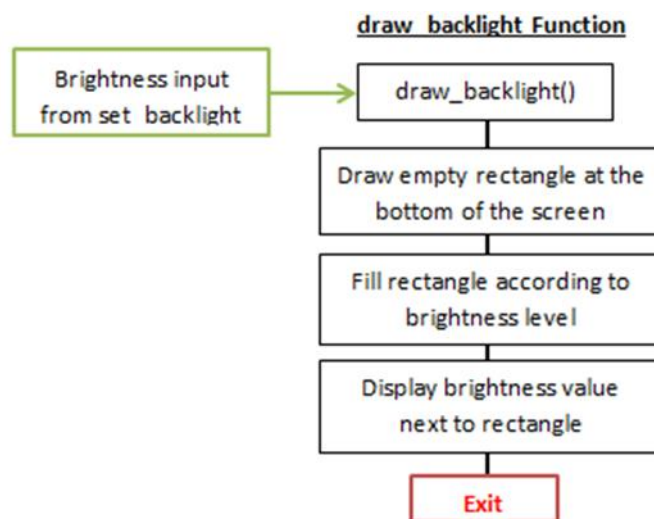 draw_backlight Function
Brightness input
from set_backlight
draw_backlight()
Draw empty rectangle at the
bottom of the screen
Fill rectangle according to
brightness level
Display brightness value
next to rectangle
Exit